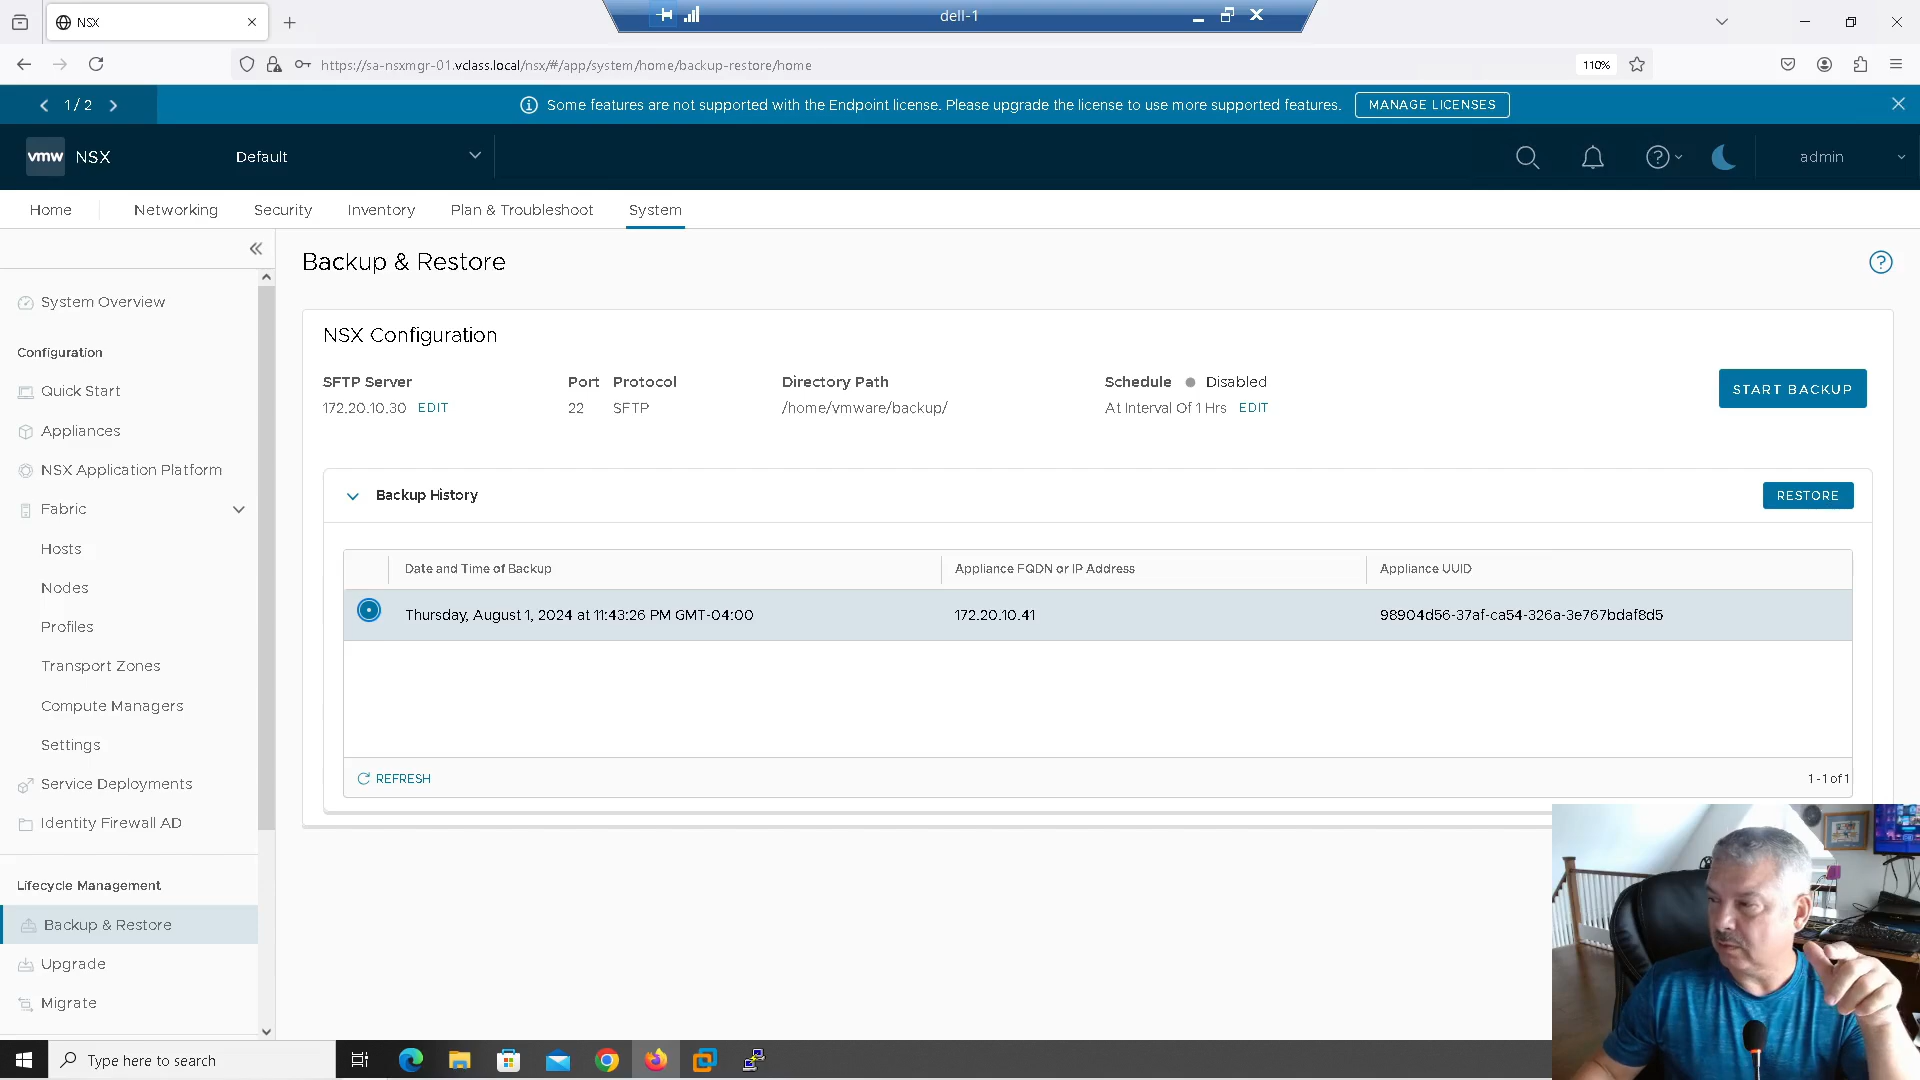 NSX
dell-1
https://sa-nsxmgr-01.vclass.local/nsx/#/app/system/home/backup-restore/home
110%
1 / 2
Some features are not supported with the Endpoint license. Please upgrade the license to use more supported features.
MANAGE LICENSES
vmw NSX
Default
admin
Home
Networking
Security
Inventory
Plan & Troubleshoot
System
Backup & Restore
System Overview
Configuration
Quick Start
Appliances
NSX Application Platform
Fabric
Hosts
Nodes
Profiles
Transport Zones
Compute Managers
Settings
Service Deployments
Identity Firewall AD
Lifecycle Management
Backup & Restore
Upgrade
Migrate
NSX Configuration
SFTP Server
172.20.10.30 EDIT
Port
22
Protocol
SFTP
Directory Path
/home/vmware/backup/
Schedule Disabled
At Interval Of 1 Hrs EDIT
START BACKUP
Backup History
RESTORE
Date and Time of Backup
Appliance FQDN or IP Address
Appliance UUID
Thursday, August 1, 2024 at 11:43:26 PM GMT-04:00
172.20.10.41
98904d56-37af-ca54-326a-3e767bdaf8d5
REFRESH
1 - 1 of 1
Type here to search